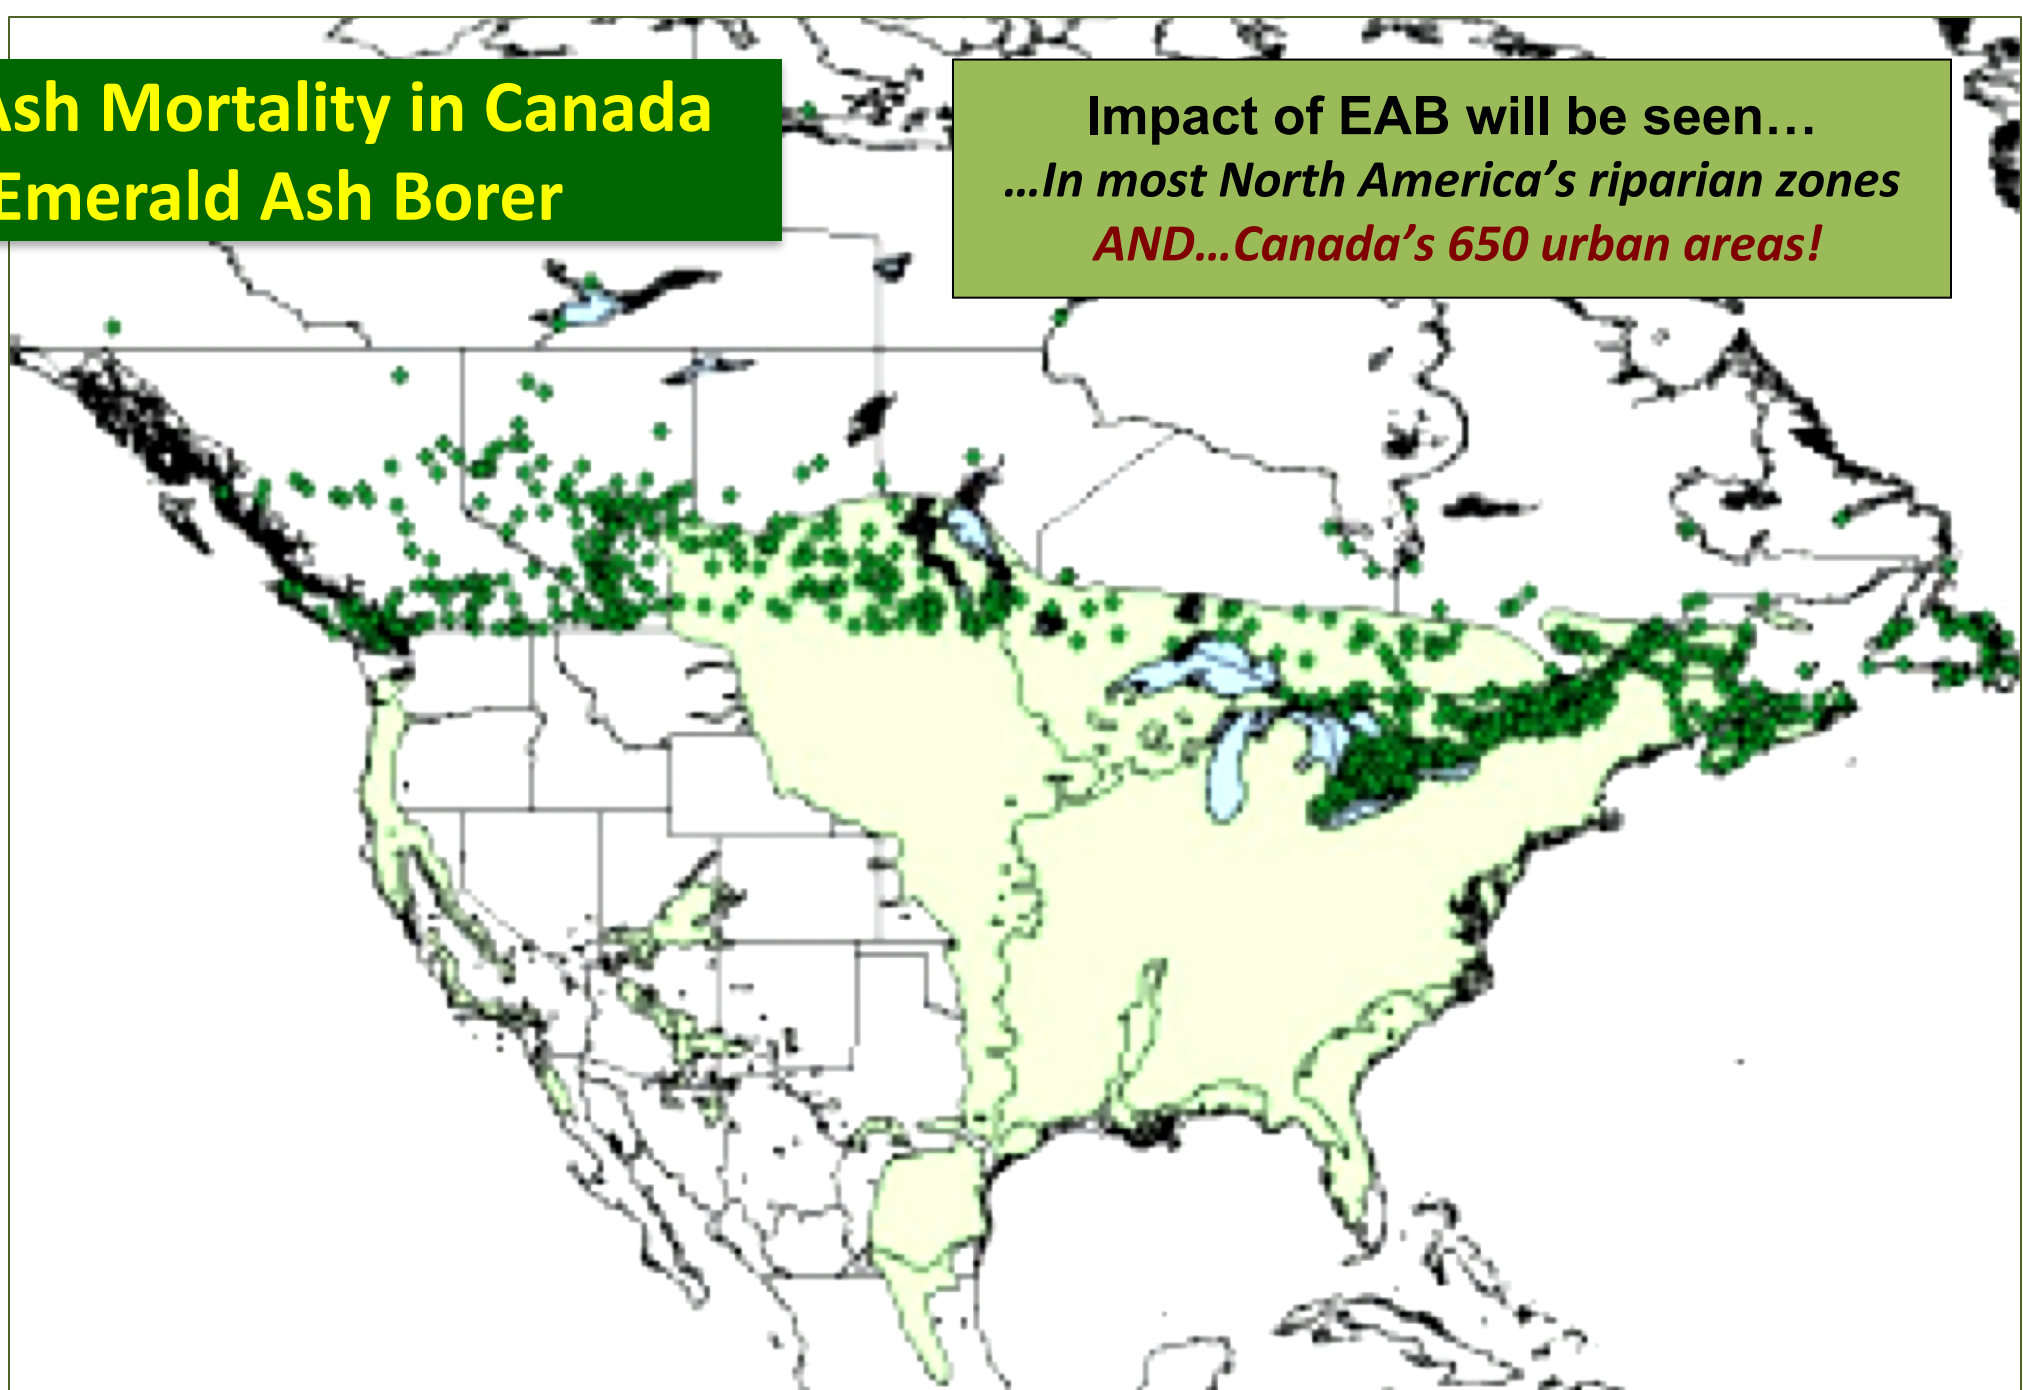 Ash Mortality in Canada
Emerald Ash Borer
Impact of EAB will be seen…
…In most North America’s riparian zones
AND…Canada’s 650 urban areas!